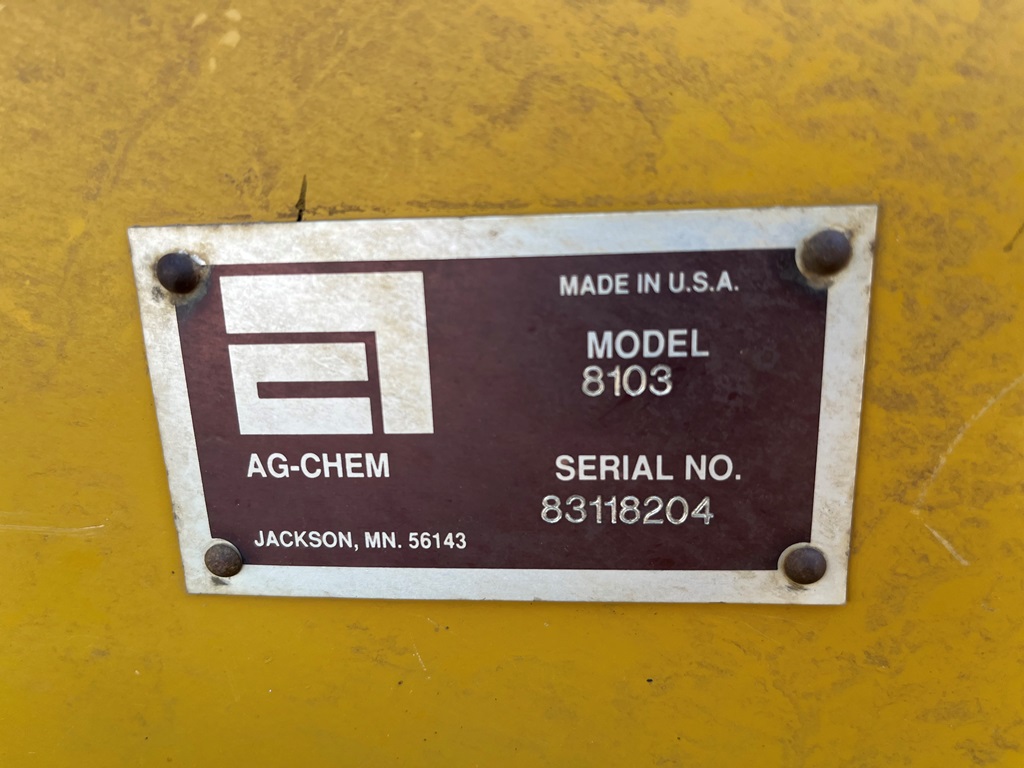 MADE IN U.S.A.
MODEL
8103
AG-CHEM
SERIAL NO.
83118204
JACKSON, MN. 56143